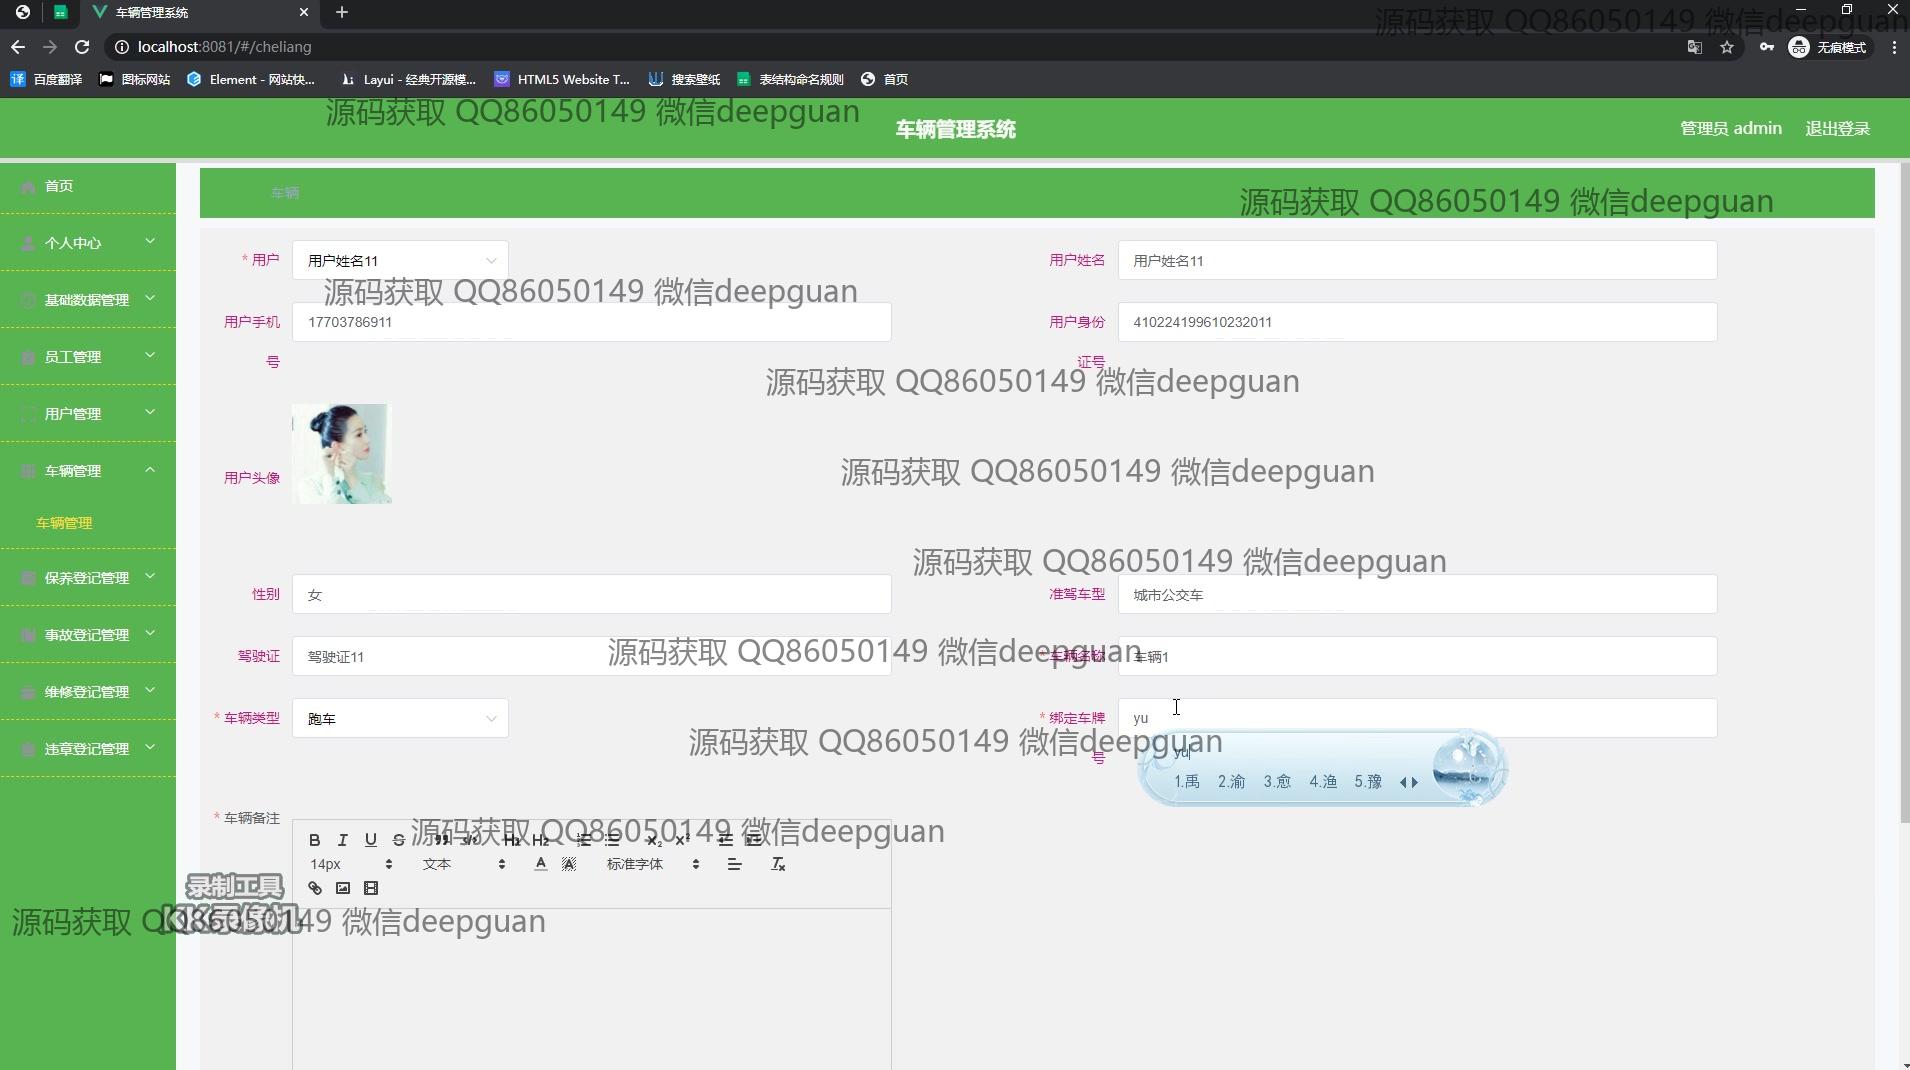 车辆管理系统
源码获取 QQ86050149 微信deepguan
localhost:8081/#/cheliang
无痕模式
百度翻译 图标网站 Element - 网站快... Layui - 经典开源模... HTML5 Website T... 搜索壁纸 表结构命名规则 首页
源码获取 QQ86050149 微信deepguan
车辆管理系统
管理员 admin 退出登录
首页
车辆
源码获取 QQ86050149 微信deepguan
个人中心
* 用户 用户姓名11
用户姓名 用户姓名11
源码获取 QQ86050149 微信deepguan
基础数据管理
用户手机号 17703786911
用户身份证号 410224199610232011
员工管理
源码获取 QQ86050149 微信deepguan
用户管理
车辆管理
用户头像
源码获取 QQ86050149 微信deepguan
车辆管理
源码获取 QQ86050149 微信deepguan
保养登记管理
性别 女
准驾车型 城市公交车
事故登记管理
驾驶证 驾驶证11
源码获取 QQ86050149 微信deepguan
* 车辆名称 车辆1
维修登记管理
* 车辆类型 跑车
* 绑定车牌号 yu
源码获取 QQ86050149 微信deepguan
违章登记管理
yu
1.禹 2.渝 3.愈 4.渔 5.豫
* 车辆备注
B I U S H1 H2 X2 X2
源码获取 QQ86050149 微信deepguan
14px 文本 A A 标准字体 Tx
录制工具
KK录像机
源码获取 QQ86050149 微信deepguan